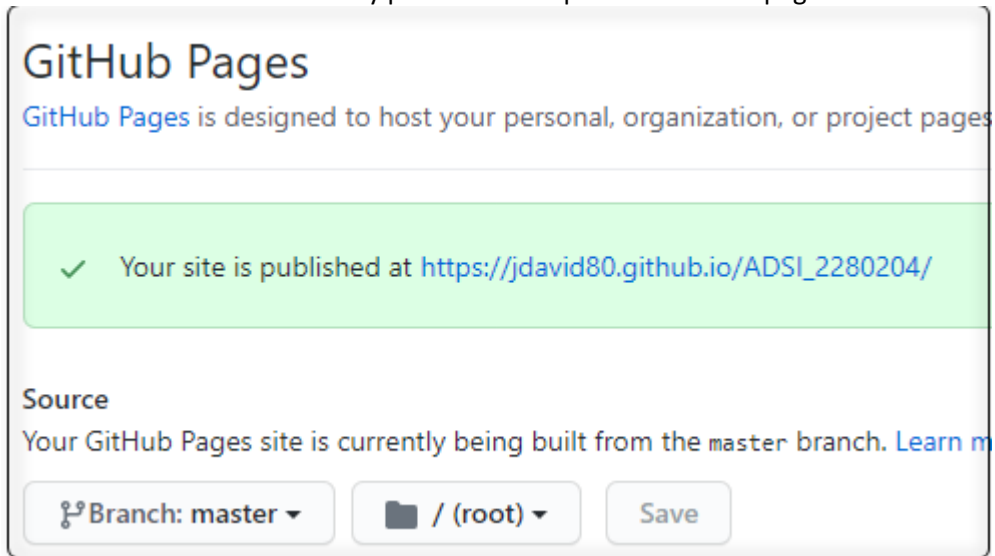 GitHub Pages
GitHub Pages is designed to host your personal, organization, or project pages
Your site is published at https://jdavid80.github.io/ADSI_2280204/
Source
Your GitHub Pages site is currently being built from the master branch. Learn
Branch: master
/ (root)
Save